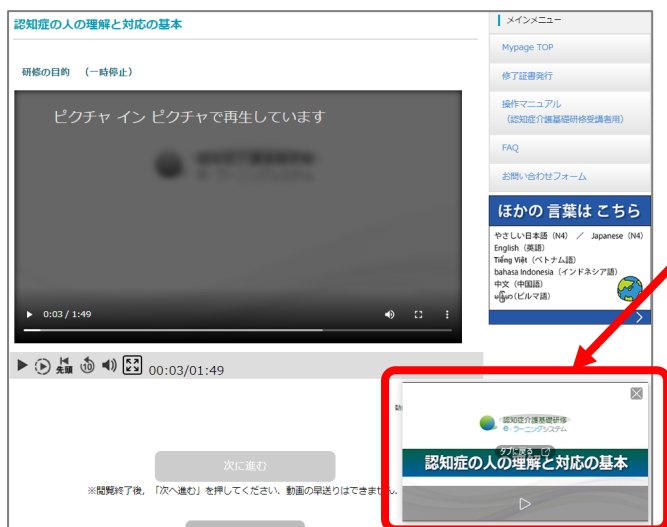 認知症の人の理解と対応の基本
研修の目的　（一時停止）
ピクチャ イン ピクチャで再生しています
0:03 / 1:49
先頭
10
00:03/01:49
次に進む
※閲覧終了後，「次へ進む」を押してください．動画の早送りはできません．
メインメニュー
Mypage TOP
修了証書発行
操作マニュアル
（認知症介護基礎研修受講者用）
FAQ
お問い合わせフォーム
ほかの 言葉は こちら
やさしい日本語（N4） ／ Japanese（N4）
English（英語）
Tiếng Việt（ベトナム語）
bahasa Indonesia（インドネシア語）
中文（中国語）
မြန်မာ（ビルマ語）
認知症介護基礎研修
e-ラーニングシステム
タブに戻る
認知症の人の理解と対応の基本